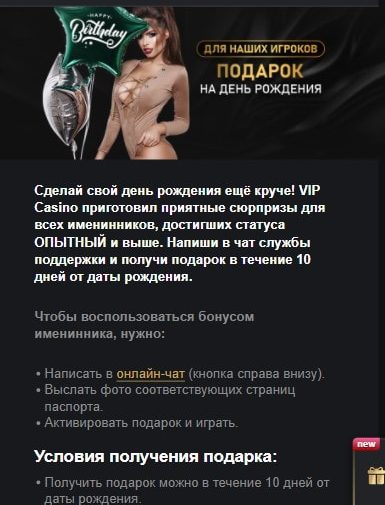 HAPPY
Birthday
ДЛЯ НАШИХ ИГРОКОВ
ПОДАРОК
НА ДЕНЬ РОЖДЕНИЯ
Сделай свой день рождения ещё круче! VIP
Casino приготовил приятные сюрпризы для
всех именинников, достигших статуса
ОПЫТНЫЙ и выше. Напиши в чат службы
поддержки и получи подарок в течение 10
дней от даты рождения.
Чтобы воспользоваться бонусом
именинника, нужно:
• Написать в онлайн-чат (кнопка справа внизу).
• Выслать фото соответствующих страниц
паспорта.
• Активировать подарок и играть.
new
Условия получения подарка:
• Получить подарок можно в течение 10 дней от
даты рождения.